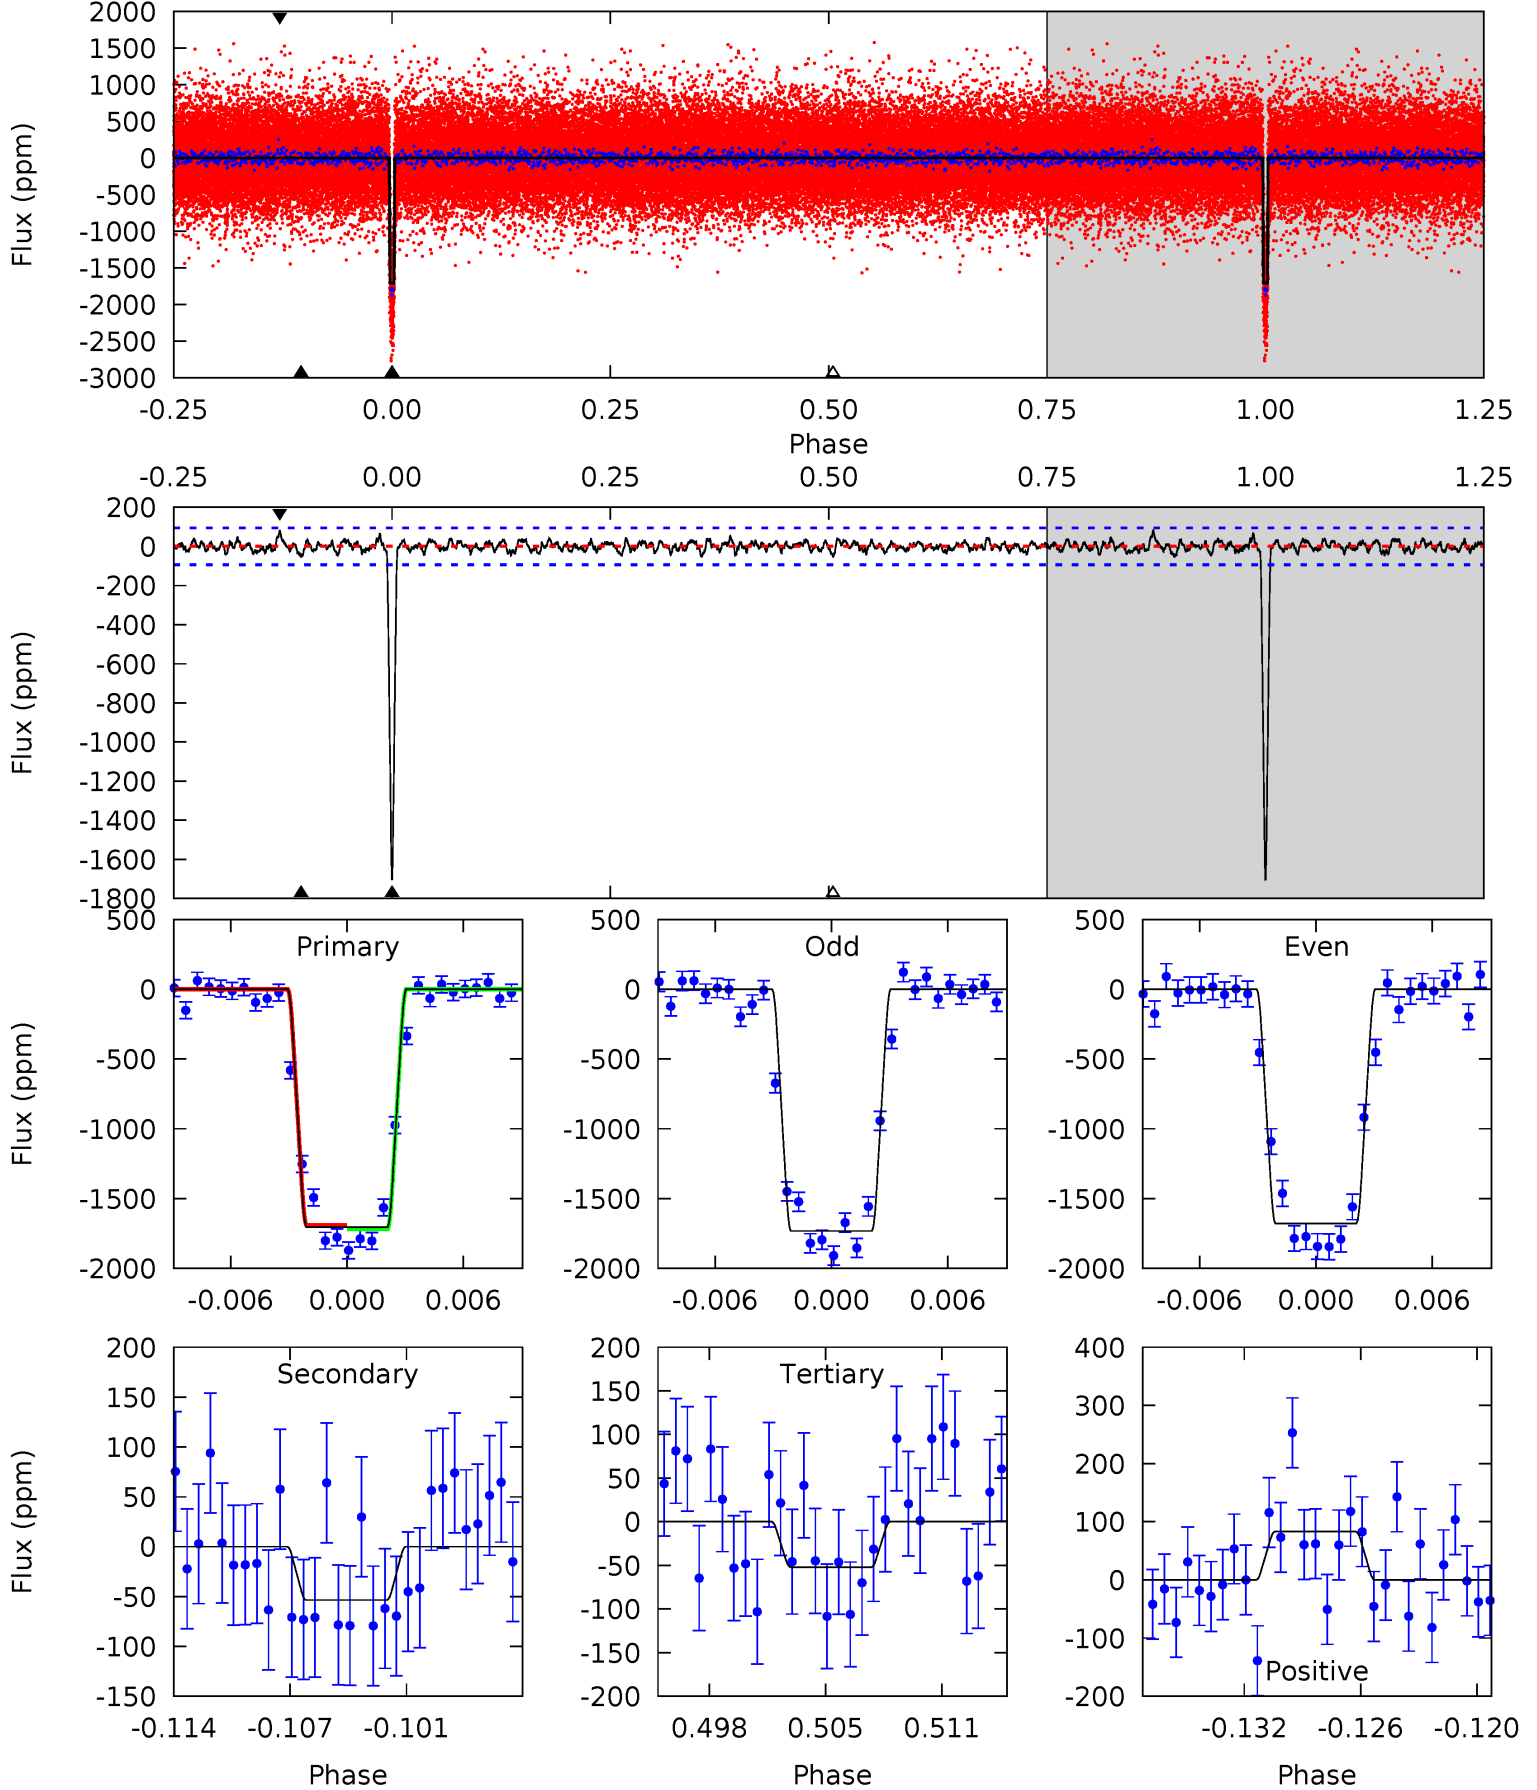 2000
1500
1000
500
0
-500
-1000
-1500
-2000
-2500
-3000
Flux (ppm)
-0.25 0.00 0.25 0.50 0.75 1.00 1.25
Phase
-0.25 0.00 0.25 0.50 0.75 1.00 1.25
200
0
-200
-400
-600
-800
-1000
-1200
-1400
-1600
-1800
Flux (ppm)
Primary
500
0
-500
-1000
-1500
-2000
Flux (ppm)
-0.006 0.000 0.006
Odd
500
0
-500
-1000
-1500
-2000
-0.006 0.000 0.006
Even
500
0
-500
-1000
-1500
-2000
-0.006 0.000 0.006
Secondary
200
150
100
50
0
-50
-100
-150
Flux (ppm)
-0.114 -0.107 -0.101
Phase
Tertiary
200
150
100
50
0
-50
-100
-150
-200
0.498 0.505 0.511
Phase
400
300
200
100
0
-100
-200
Positive
-0.132 -0.126 -0.120
Phase